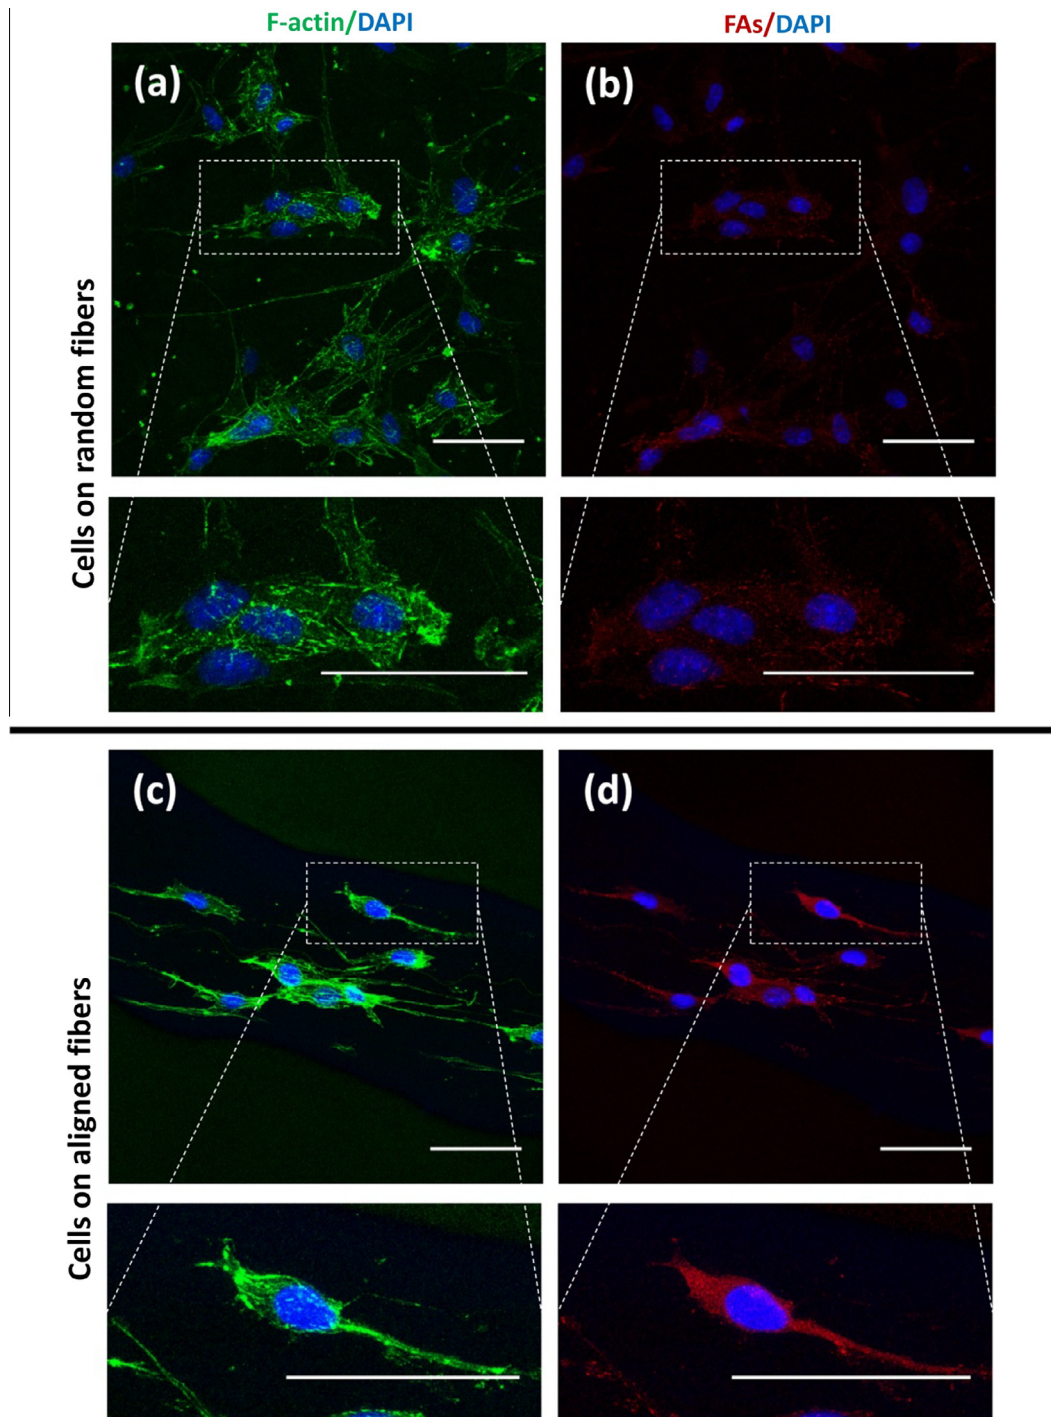 F-actin/DAPI
FAs/DAPI
(a)
(b)
Cells on random fibers
(c)
(d)
Cells on aligned fibers